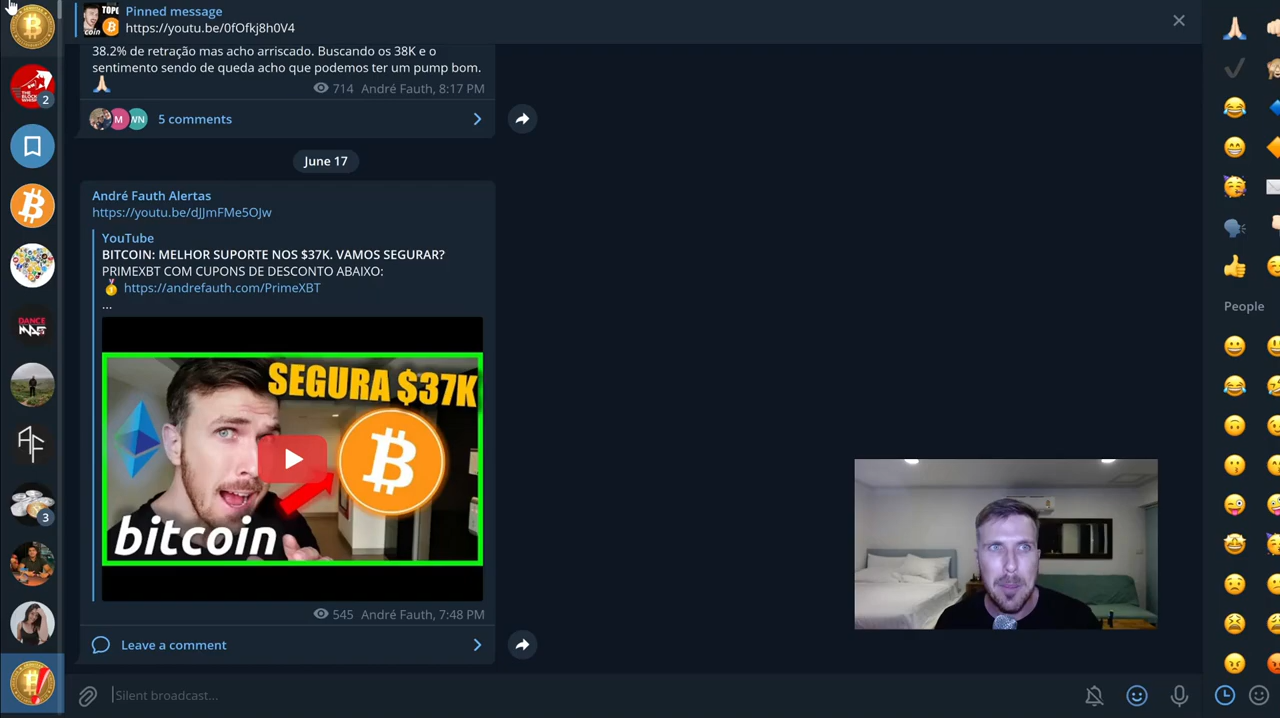 Pinned message
https://youtu.be/0fOfkj8h0V4
38.2% de retração mas acho arriscado. Buscando os 38K e o
sentimento sendo de queda acho que podemos ter um pump bom.
714 André Fauth, 8:17 PM
M
WN
5 comments
June 17
André Fauth Alertas
https://youtu.be/dJJmFMe5OJw
YouTube
BITCOIN: MELHOR SUPORTE NOS $37K. VAMOS SEGURAR?
PRIMEXBT COM CUPONS DE DESCONTO ABAIXO:
https://andrefauth.com/PrimeXBT
...
SEGURA $37K
bitcoin
545 André Fauth, 7:48 PM
Leave a comment
Silent broadcast...
2
DANCE
AF
3
People